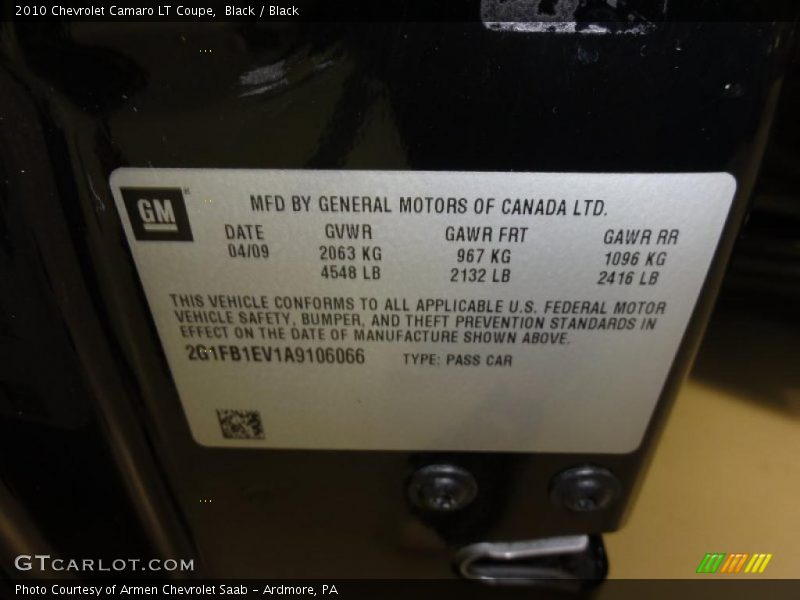 2010 Chevrolet Camaro LT Coupe,  Black / Black
GM
MFD BY GENERAL MOTORS OF CANADA LTD.
DATE GVWR GAWR FRT GAWR RR
04/09 2063 KG 967 KG 1096 KG
4548 LB 2132 LB 2416 LB
THIS VEHICLE CONFORMS TO ALL APPLICABLE U.S. FEDERAL MOTOR
VEHICLE SAFETY, BUMPER, AND THEFT PREVENTION STANDARDS IN
EFFECT ON THE DATE OF MANUFACTURE SHOWN ABOVE.
2G1FB1EV1A9106066 TYPE: PASS CAR
GTCARLOT.COM
Photo Courtesy of Armen Chevrolet Saab - Ardmore, PA